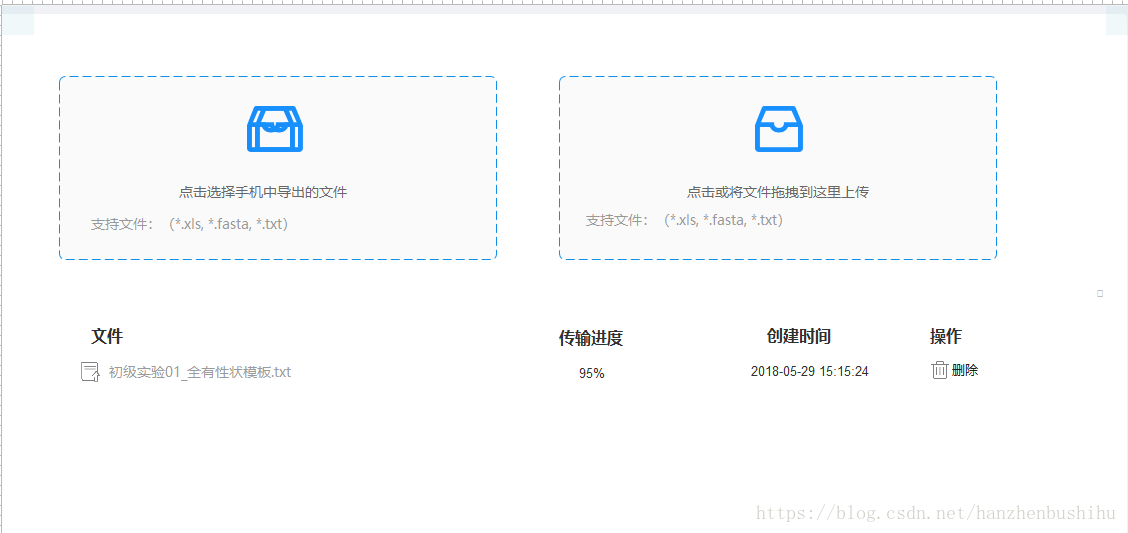 点击选择手机中导出的文件
支持文件：（*.xls, *.fasta, *.txt）
点击或将文件拖拽到这里上传
支持文件：（*.xls, *.fasta, *.txt）
文件 传输进度 创建时间 操作
初级实验01_全有性状模板.txt 95% 2018-05-29 15:15:24 删除
https://blog.csdn.net/hanzhenbushihu